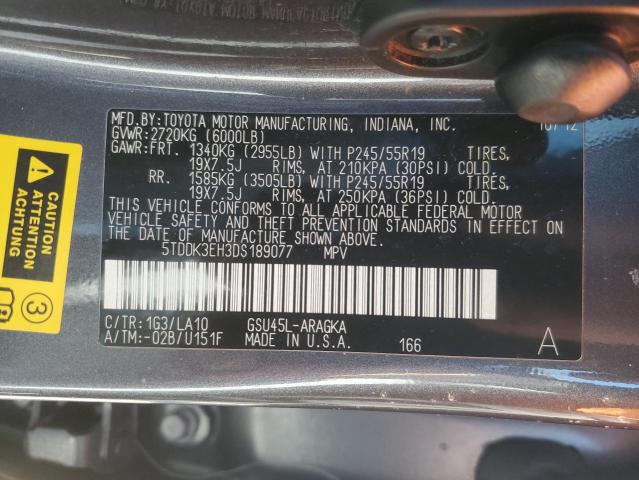 MFD.BY:TOYOTA MOTOR MANUFACTURING, INDIANA, INC. 10/12
GVWR:2720KG (6000LB)
GAWR:FRT. 1340KG (2955LB) WITH P245/55R19 TIRES,
19X7.5J RIMS, AT 210KPA (30PSI) COLD.
RR. 1585KG (3505LB) WITH P245/55R19 TIRES,
19X7.5J RIMS, AT 250KPA (36PSI) COLD.
THIS VEHICLE CONFORMS TO ALL APPLICABLE FEDERAL MOTOR
VEHICLE SAFETY AND THEFT PREVENTION STANDARDS IN EFFECT
ON THE DATE OF MANUFACTURE SHOWN ABOVE.
5TDDK3EH3DS189077 MPV
C/TR:1G3/LA10 GSU45L-ARAGKA
A/TM:-02B/U151F MADE IN U.S.A. 166 A
ATTENTION
ACHTUNG
3